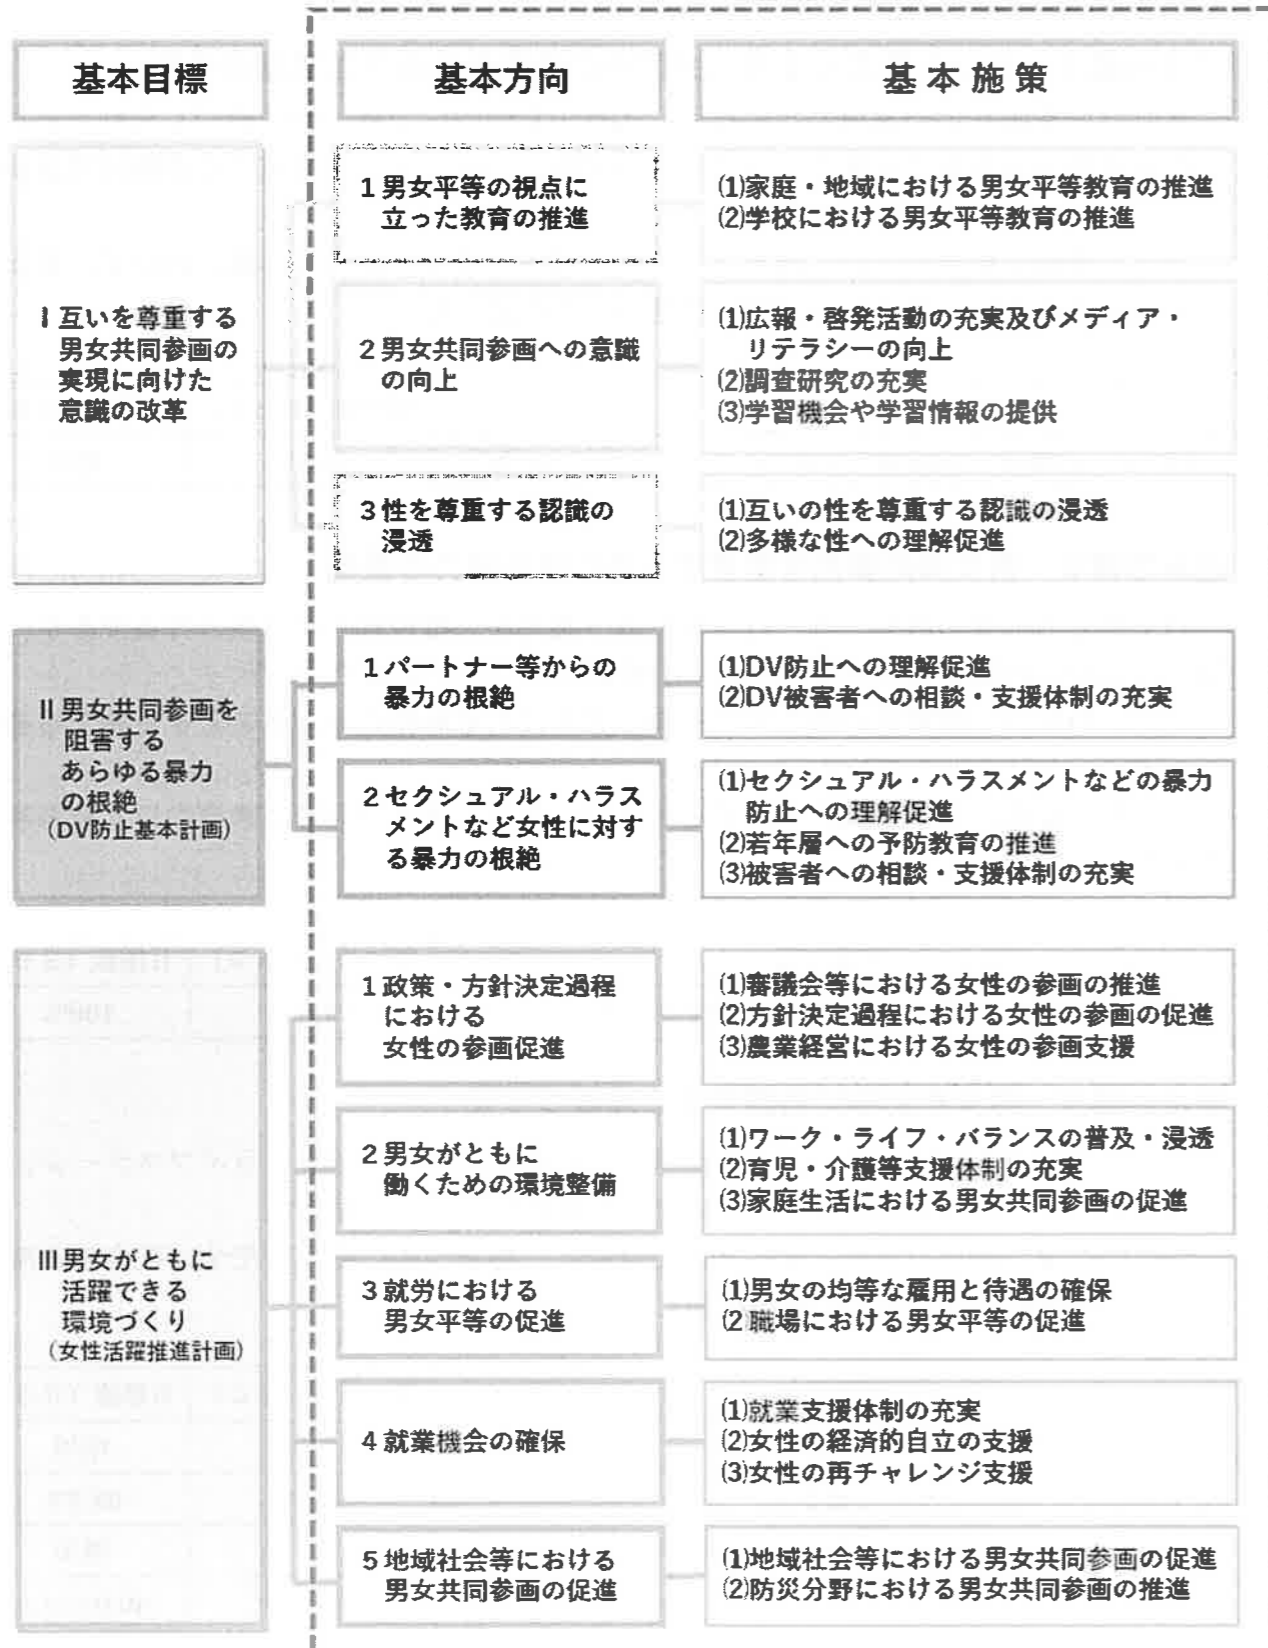 基本目標
基本方向
基本施策
Ⅰ互いを尊重する
男女共同参画の
実現に向けた
意識の改革
1男女平等の視点に
立った教育の推進
(1)家庭・地域における男女平等教育の推進
(2)学校における男女平等教育の推進
2男女共同参画への意識
の向上
(1)広報・啓発活動の充実及びメディア・
リテラシーの向上
(2)調査研究の充実
(3)学習機会や学習情報の提供
3性を尊重する認識の
浸透
(1)互いの性を尊重する認識の浸透
(2)多様な性への理解促進
Ⅱ男女共同参画を
阻害する
あらゆる暴力
の根絶
(DV防止基本計画)
1パートナー等からの
暴力の根絶
(1)DV防止への理解促進
(2)DV被害者への相談・支援体制の充実
2セクシュアル・ハラス
メントなど女性に対す
る暴力の根絶
(1)セクシュアル・ハラスメントなどの暴力
防止への理解促進
(2)若年層への予防教育の推進
(3)被害者への相談・支援体制の充実
Ⅲ男女がともに
活躍できる
環境づくり
(女性活躍推進計画)
1政策・方針決定過程
における
女性の参画促進
(1)審議会等における女性の参画の推進
(2)方針決定過程における女性の参画の促進
(3)農業経営における女性の参画支援
2男女がともに
働くための環境整備
(1)ワーク・ライフ・バランスの普及・浸透
(2)育児・介護等支援体制の充実
(3)家庭生活における男女共同参画の促進
3就労における
男女平等の促進
(1)男女の均等な雇用と待遇の確保
(2)職場における男女平等の促進
4就業機会の確保
(1)就業支援体制の充実
(2)女性の経済的自立の支援
(3)女性の再チャレンジ支援
5地域社会等における
男女共同参画の促進
(1)地域社会等における男女共同参画の促進
(2)防災分野における男女共同参画の推進